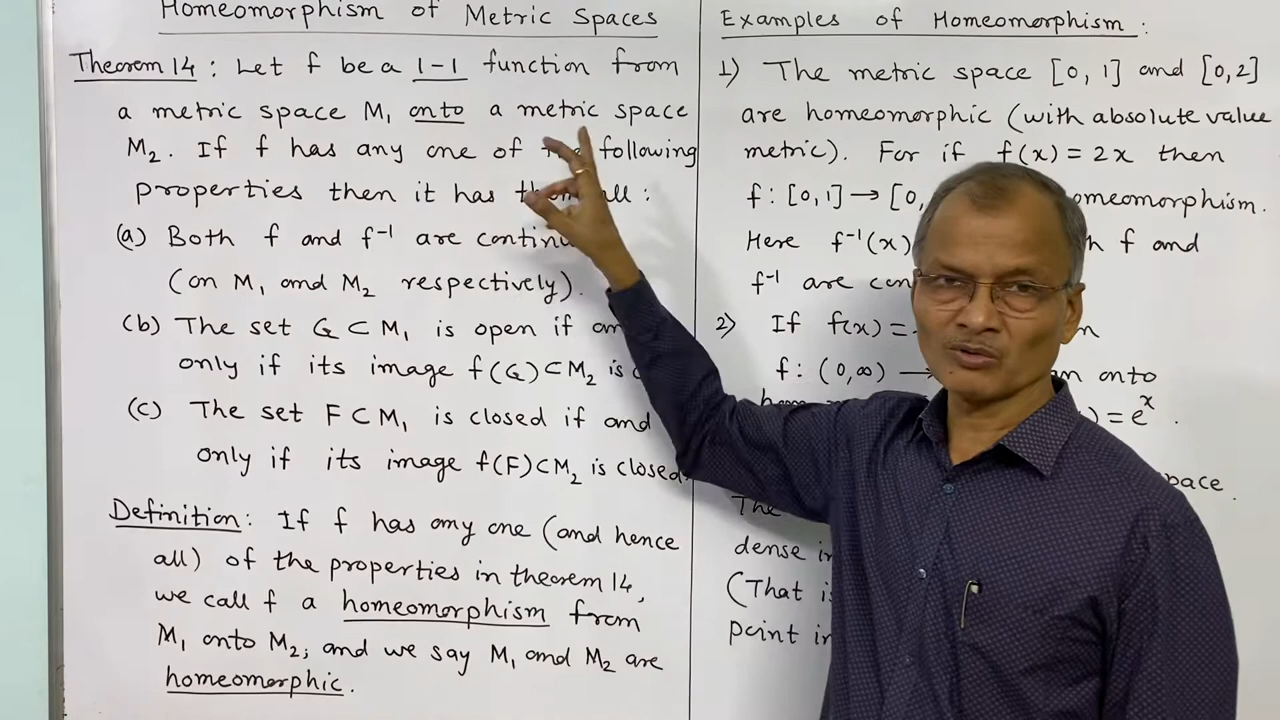 Homeomorphism of Metric Spaces
Theorem 14 : Let f be a 1-1 function from
a metric space M₁ onto a metric space
M₂. If f has any one of the following
properties then it has all :
(a) Both f and f⁻¹ are
(on M₁ and M₂ respectively).
(b) The set G ⊂ M₁ is open if
only if its image f(G) ⊂ M₂ is
(c) The set F ⊂ M₁ is closed if and
only if its image f(F) ⊂ M₂ is closed.
Definition : If f has any one (and hence
all) of the properties in theorem 14,
we call f a homeomorphism from
M₁ onto M₂, and we say M₁ and M₂ are
homeomorphic.
Examples of Homeomorphism :
1) The metric space [0, 1] and [0,2]
are homeomorphic (with absolute value
metric). For if f(x) = 2x then
f : [0,1] → [0,
Here f⁻¹(x) f and
f⁻¹ are
2) If f(x) =
f : (0,∞) → onto
) = eˣ .
The
dense in
(That
point in